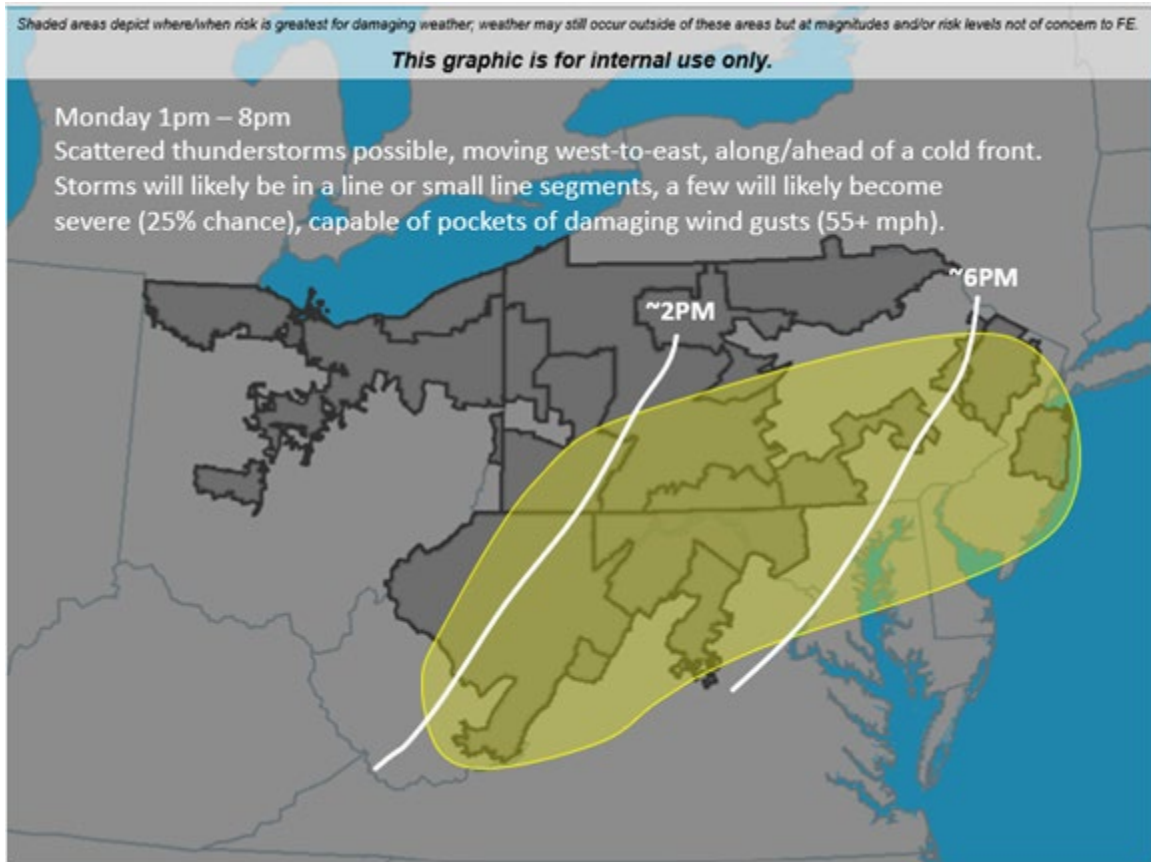 Shaded areas depict where/when risk is greatest for damaging weather; weather may still occur outside of these areas but at magnitudes and/or risk levels not of concern to FE.
This graphic is for internal use only.
Monday 1pm – 8pm
Scattered thunderstorms possible, moving west-to-east, along/ahead of a cold front.
Storms will likely be in a line or small line segments, a few will likely become
severe (25% chance), capable of pockets of damaging wind gusts (55+ mph).
~6PM
~2PM